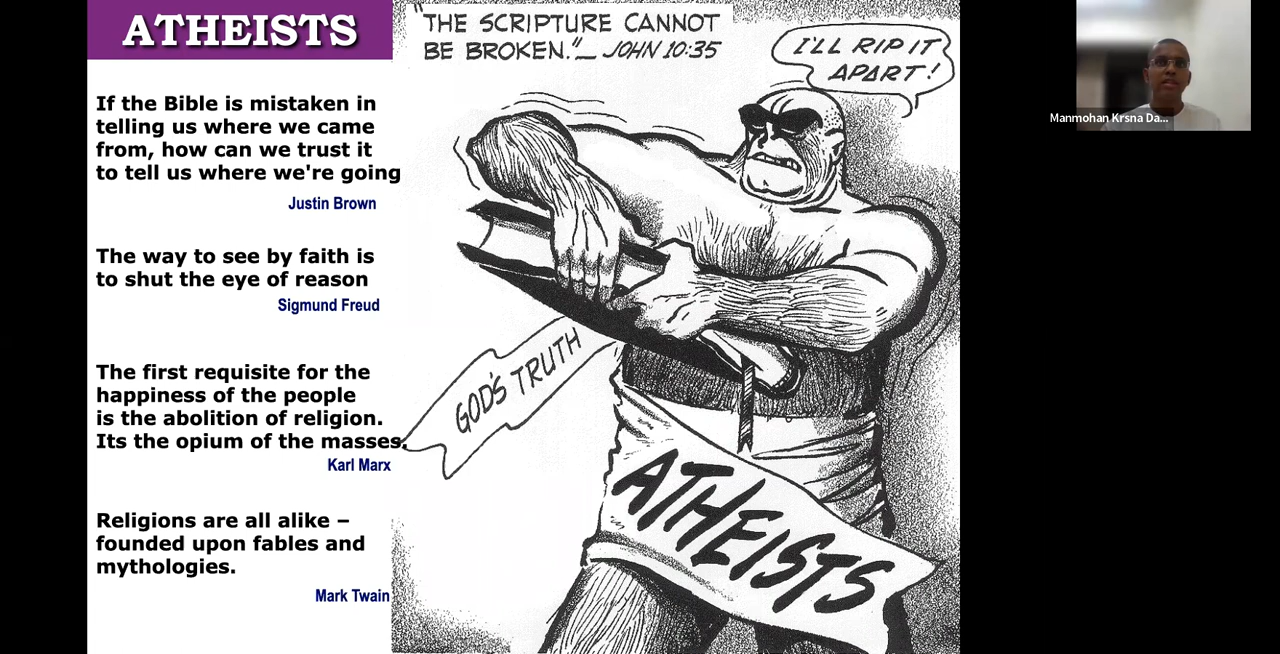 ATHEISTS
If the Bible is mistaken in
telling us where we came
from, how can we trust it
to tell us where we're going
Justin Brown
The way to see by faith is
to shut the eye of reason
Sigmund Freud
The first requisite for the
happiness of the people
is the abolition of religion.
Its the opium of the masses.
Karl Marx
Religions are all alike –
founded upon fables and
mythologies.
Mark Twain
"THE SCRIPTURE CANNOT
BE BROKEN."— JOHN 10:35
I'LL RIP IT
APART!
GOD'S TRUTH
ATHEISTS
Manmohan Krsna Da...